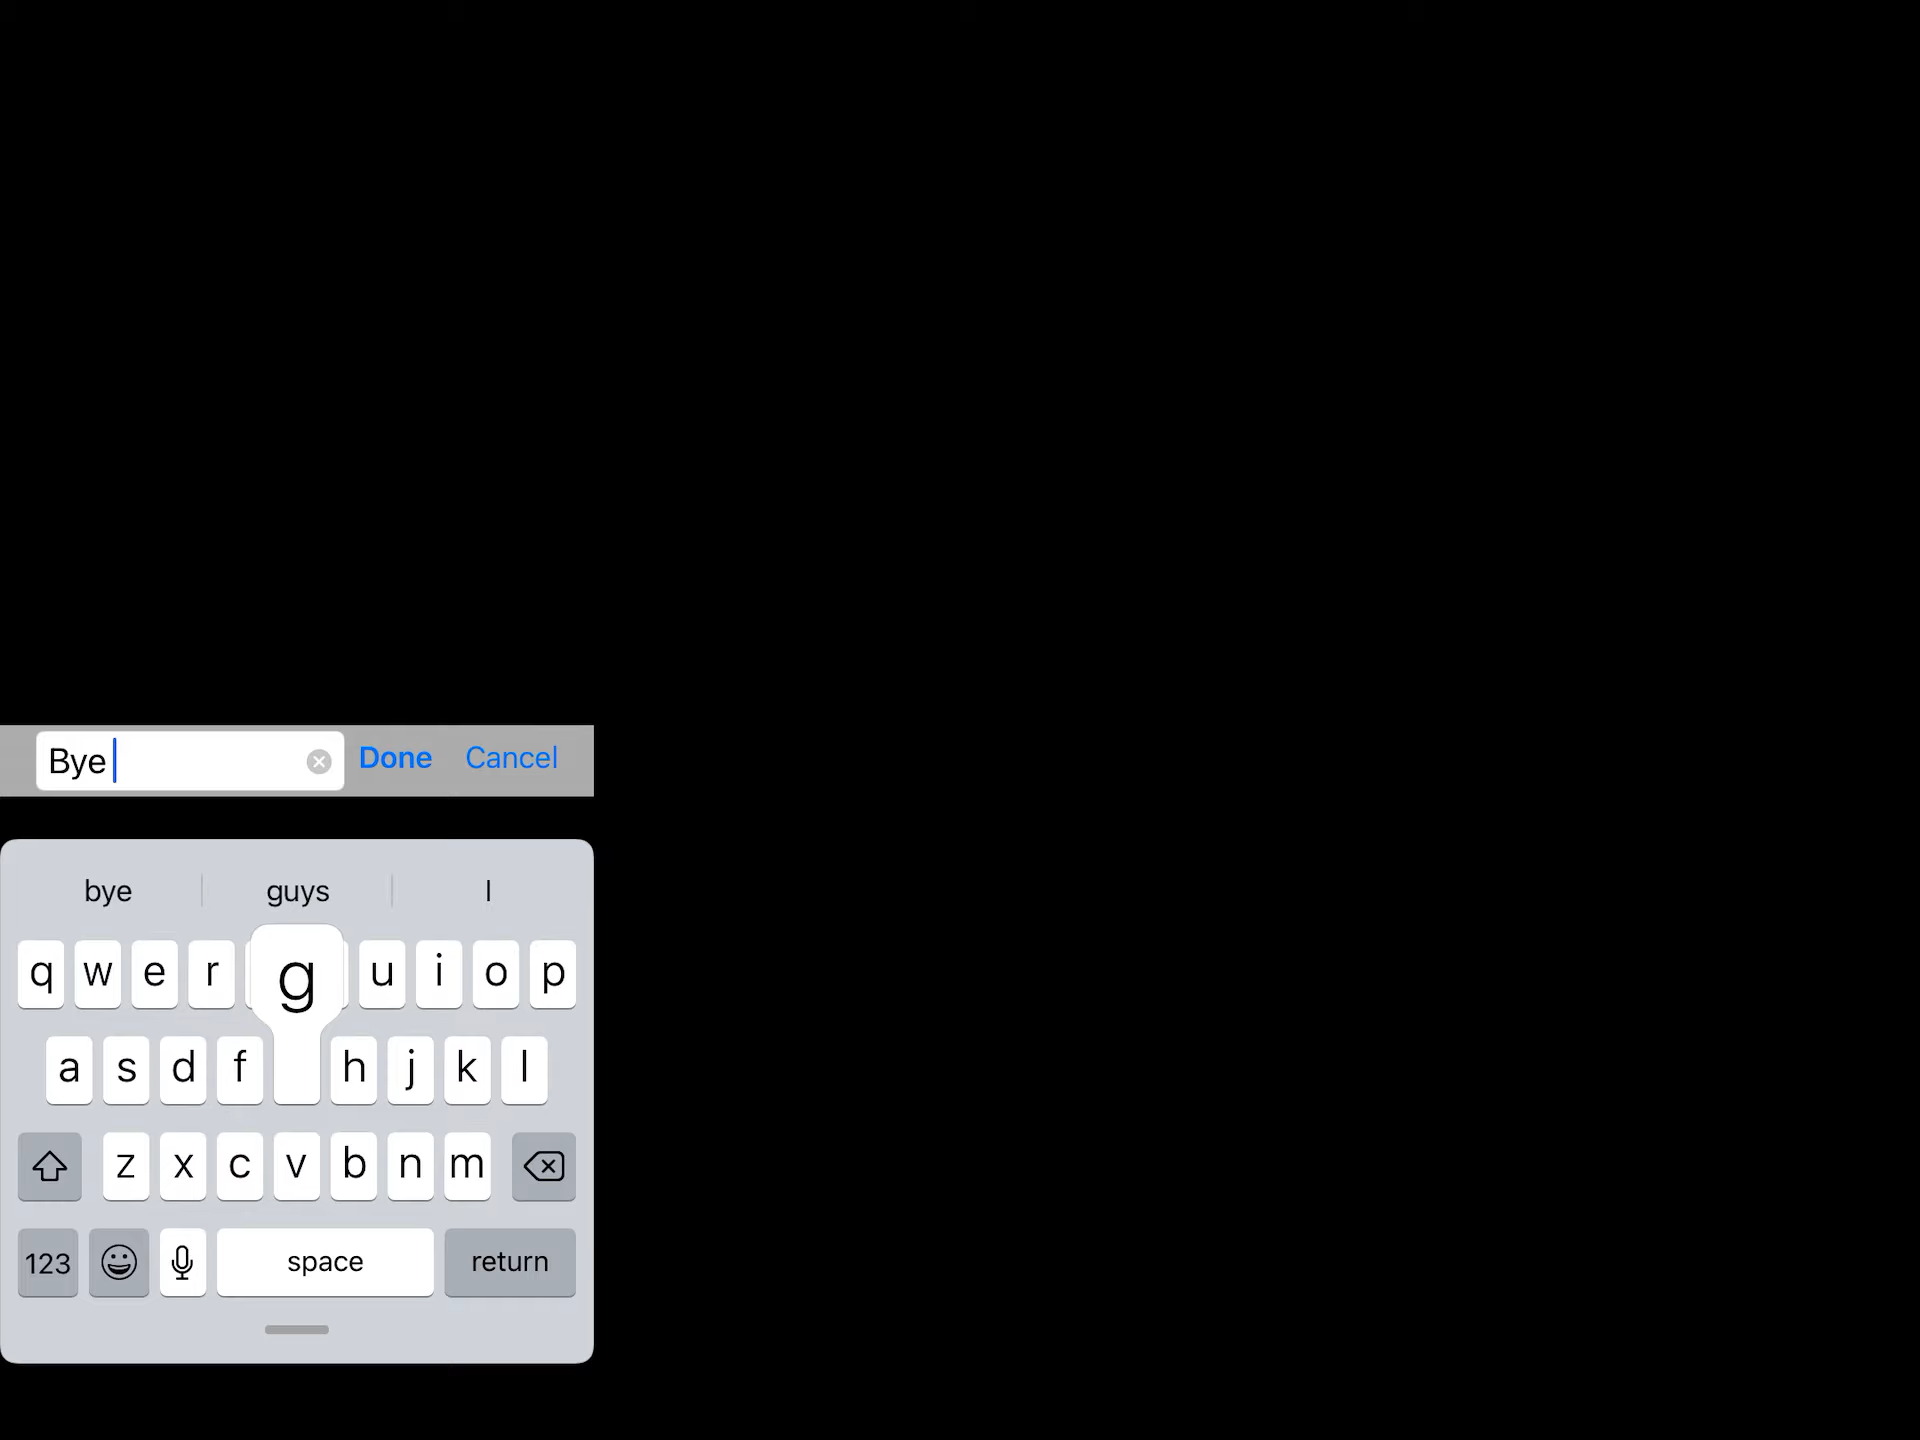 Bye
Done Cancel
bye guys I
q w e r g u i o p
a s d f h j k l
z x c v b n m
123 space return